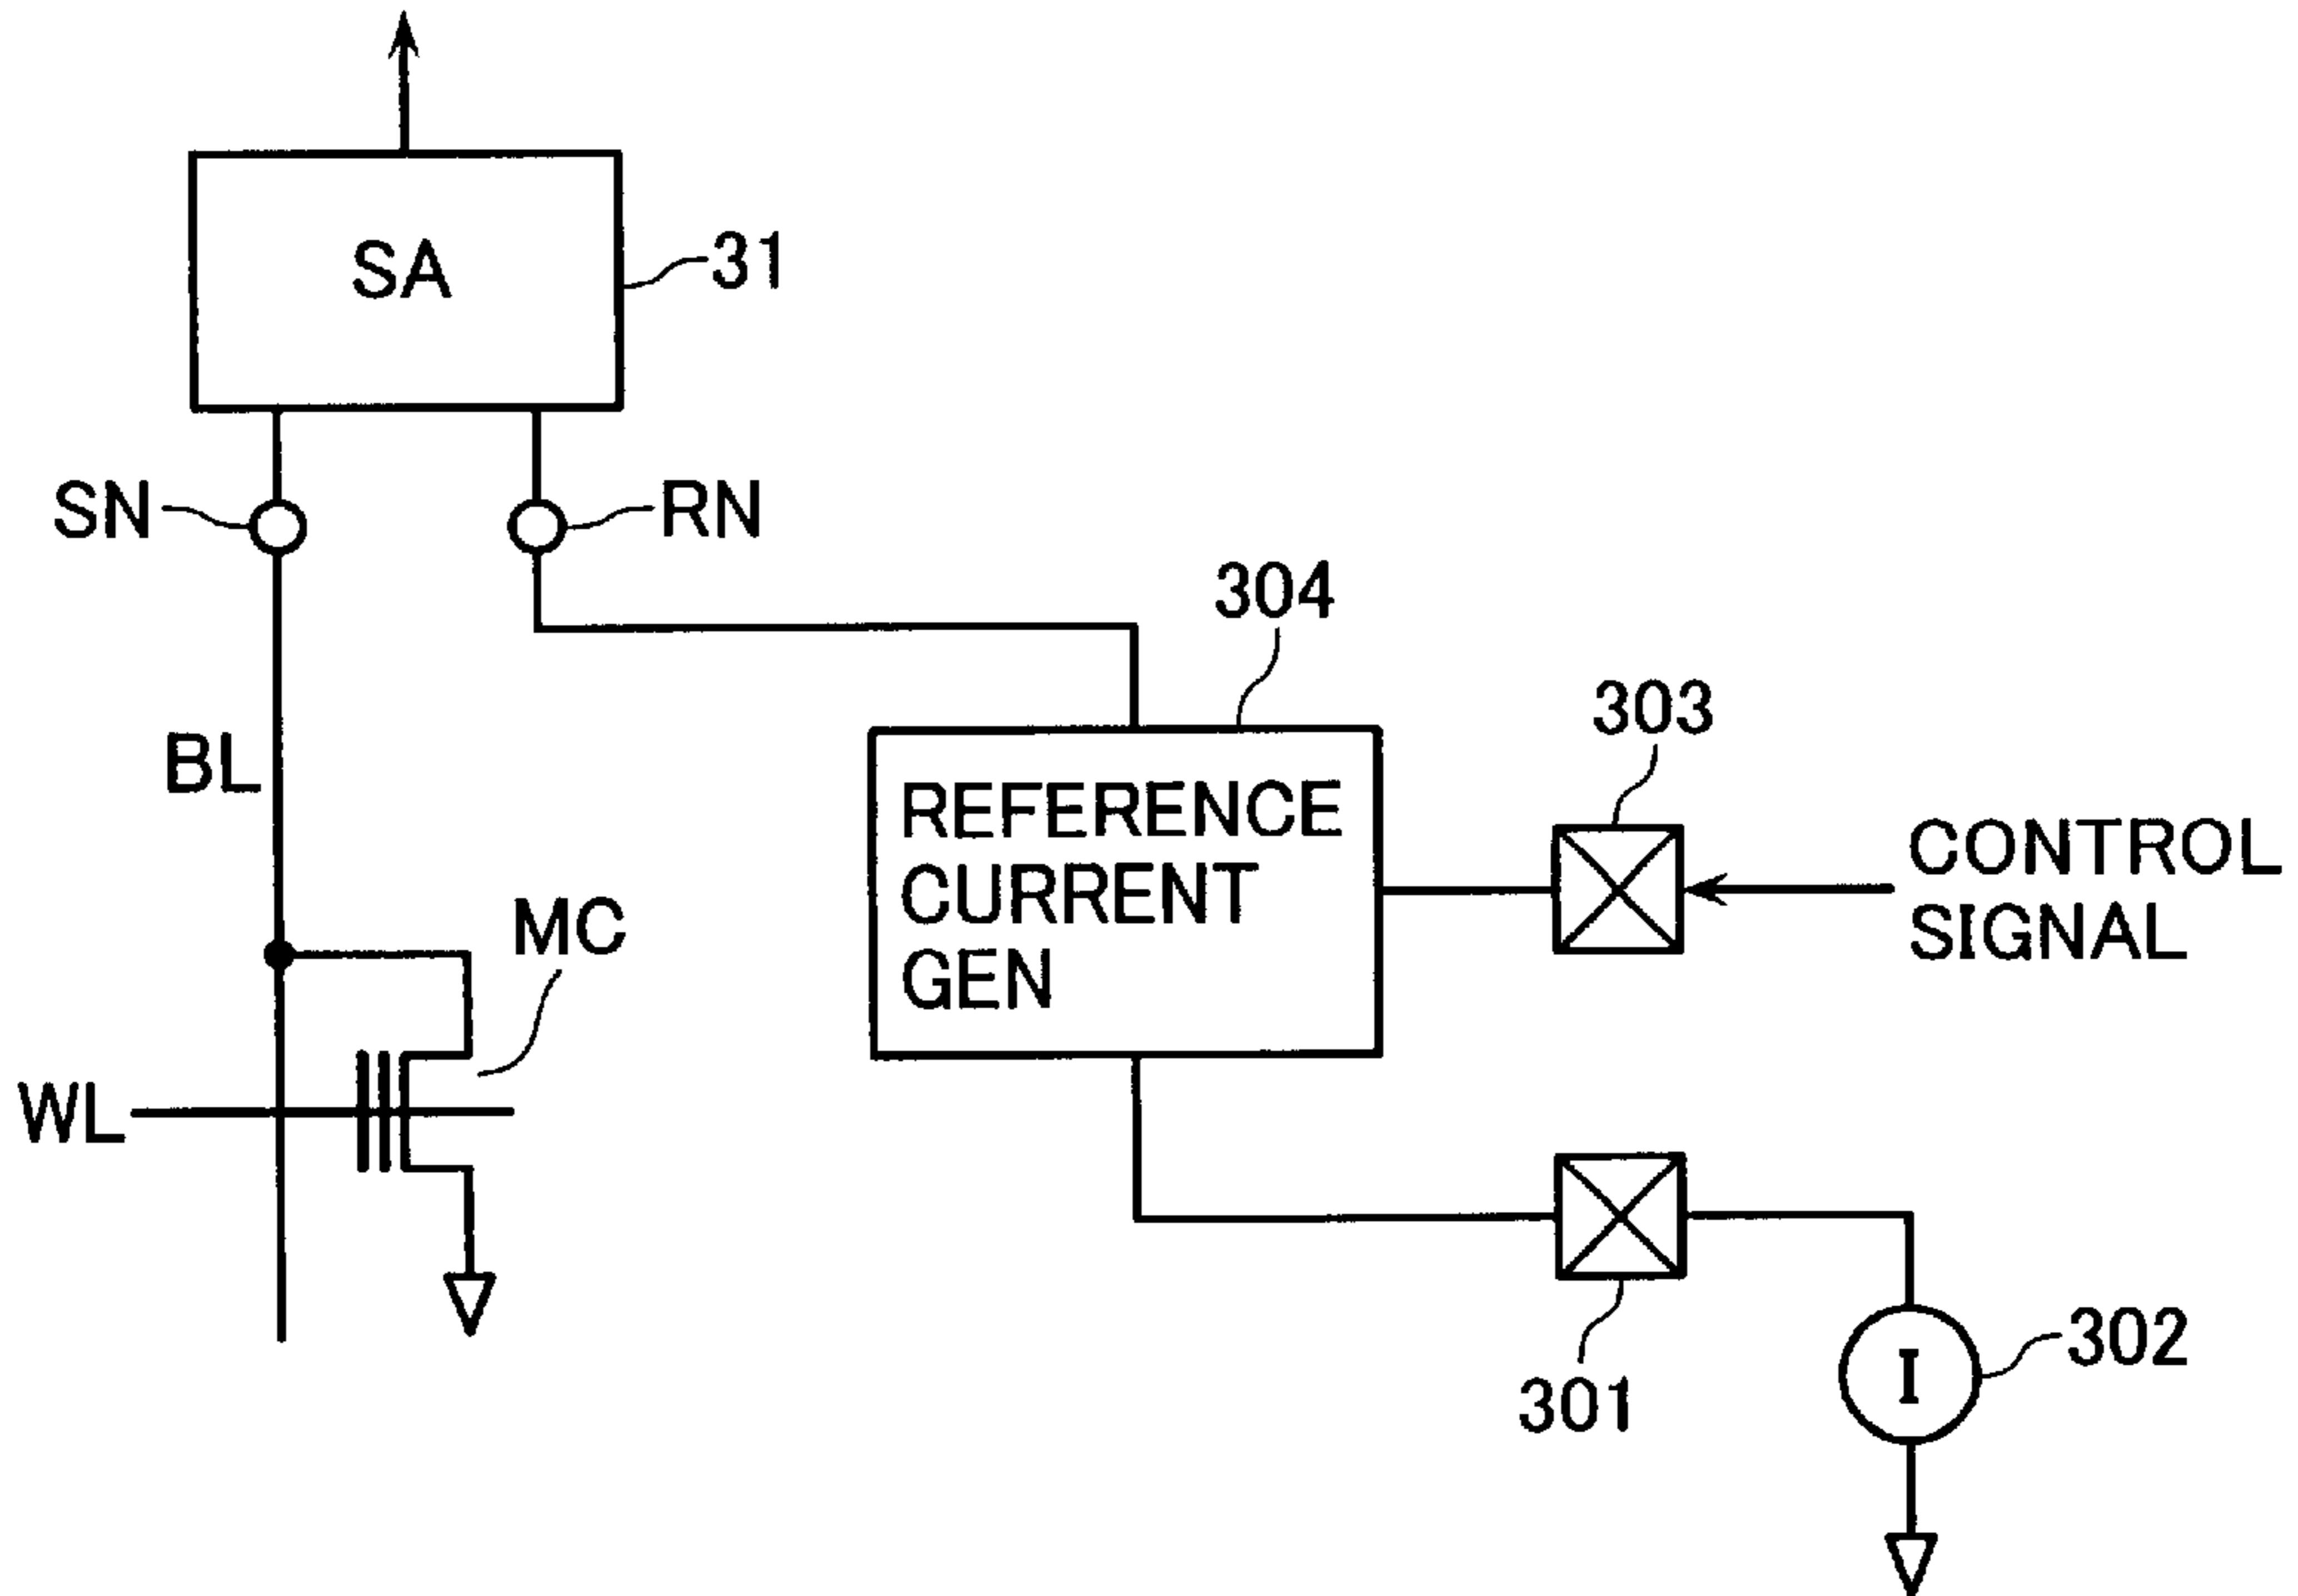 SA
31
SN
RN
304
303
BL
REFERENCE
CURRENT
GEN
CONTROL
SIGNAL
MC
WL
301
302
I